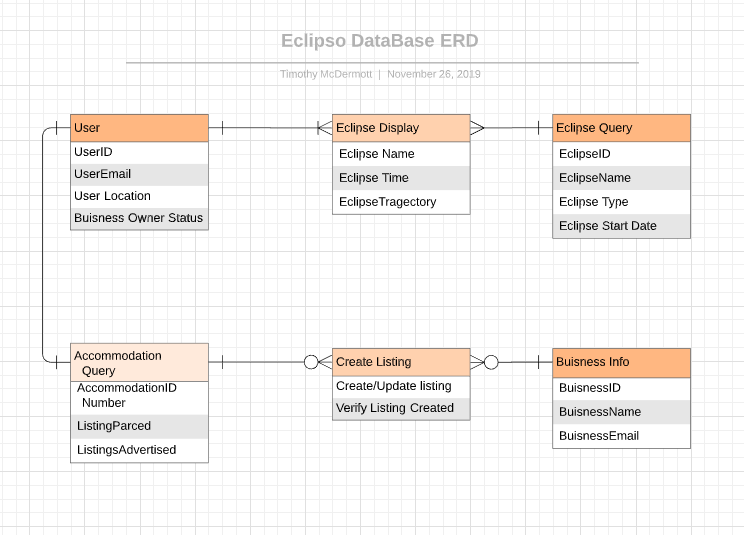 Eclipso DataBase ERD
Timothy McDermott | November 26, 2019
User
UserID
UserEmail
User Location
Buisness Owner Status
Eclipse Display
Eclipse Name
Eclipse Time
EclipseTragectory
Eclipse Query
EclipseID
EclipseName
Eclipse Type
Eclipse Start Date
Accommodation
Query
AccommodationID
Number
ListingParced
ListingsAdvertised
Create Listing
Create/Update listing
Verify Listing Created
Buisness Info
BuisnessID
BuisnessName
BuisnessEmail